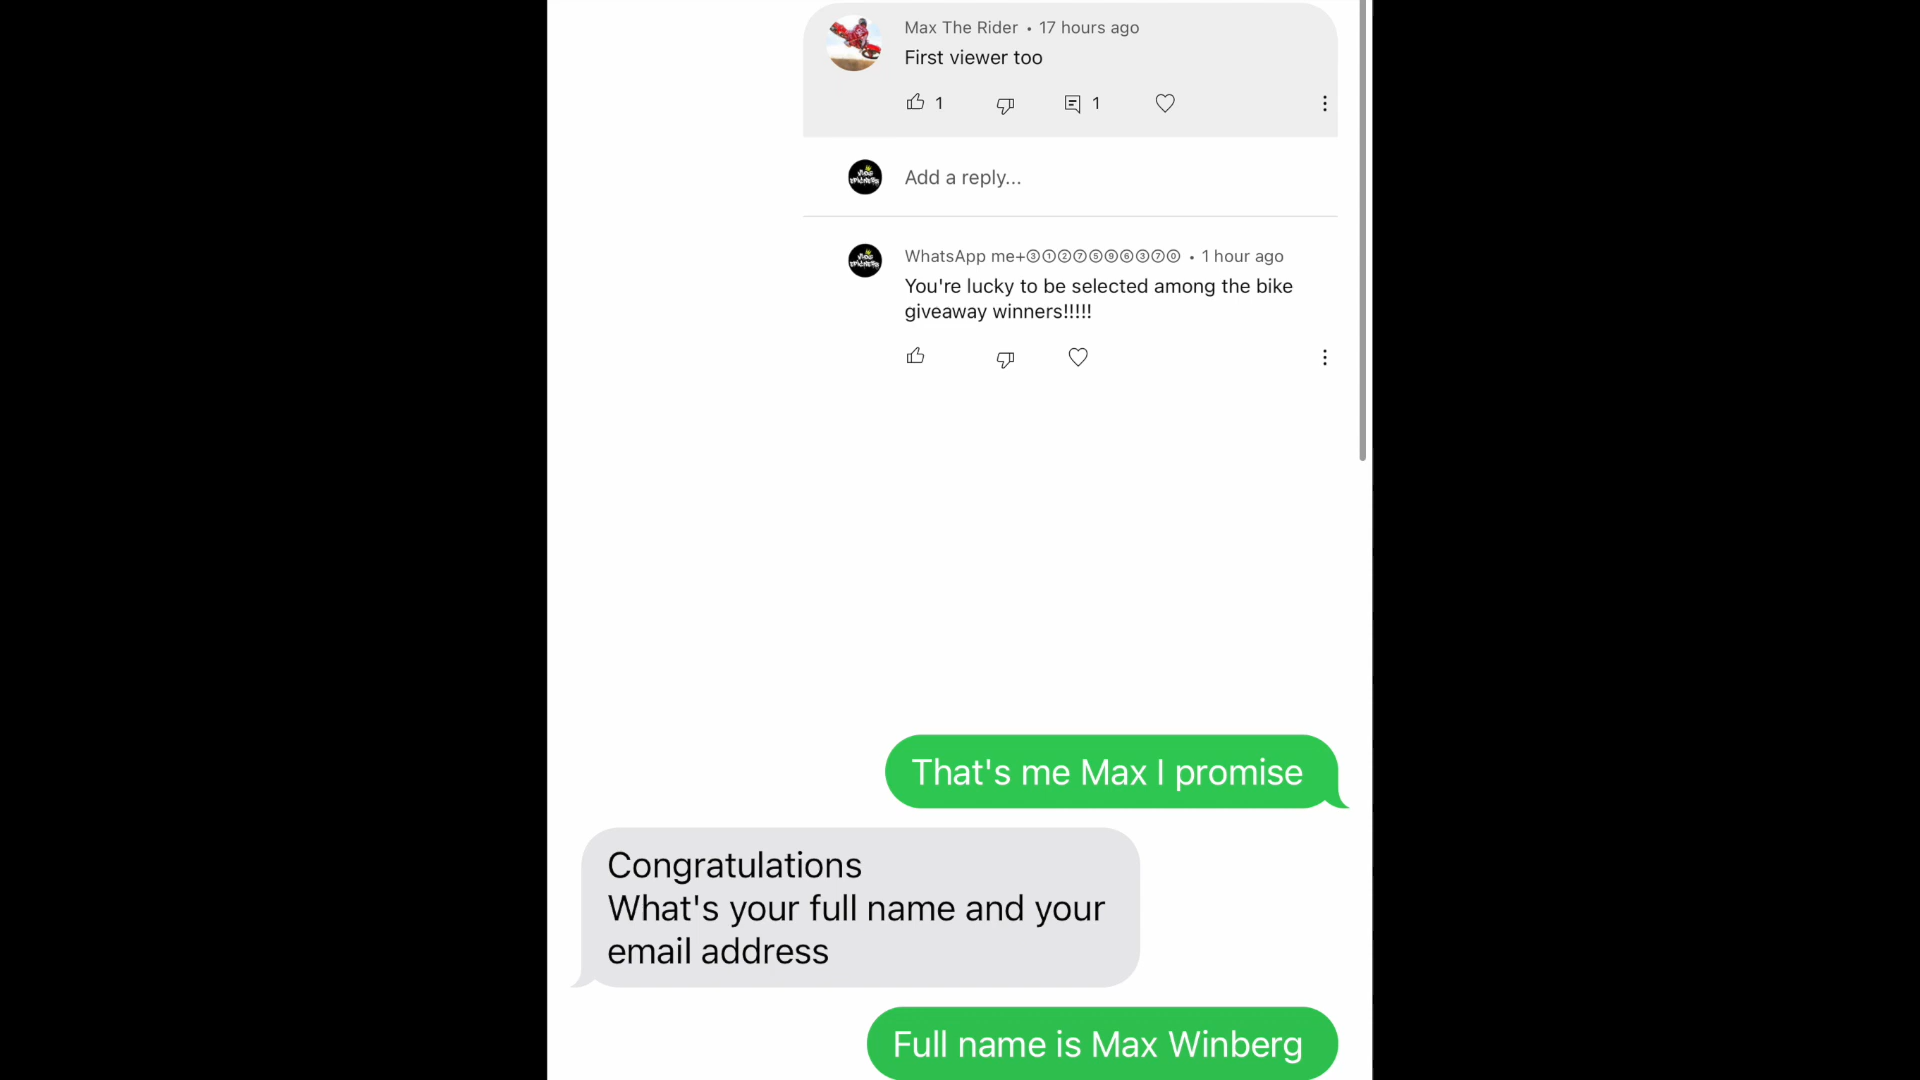 Max The Rider • 17 hours ago
First viewer too
1
1
Add a reply...
WhatsApp me+③①②⑦⑤⑨⑥③⑦⓪ • 1 hour ago
You're lucky to be selected among the bike
giveaway winners!!!!!
That's me Max I promise
Congratulations
What's your full name and your
email address
Full name is Max Winberg